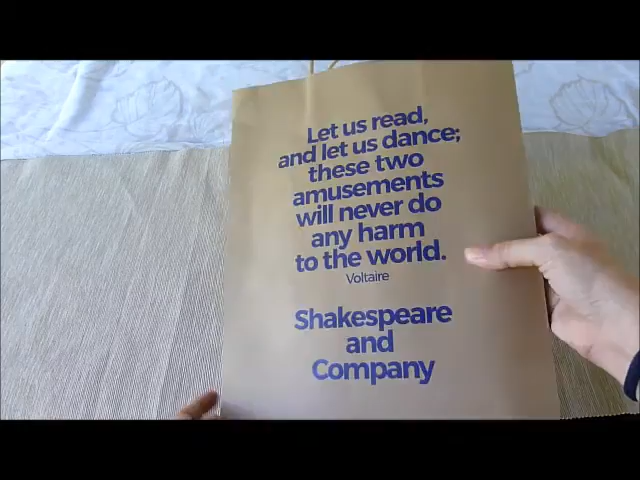 Let us read,
and let us dance;
these two
amusements
will never do
any harm
to the world.
Voltaire
Shakespeare
and
Company